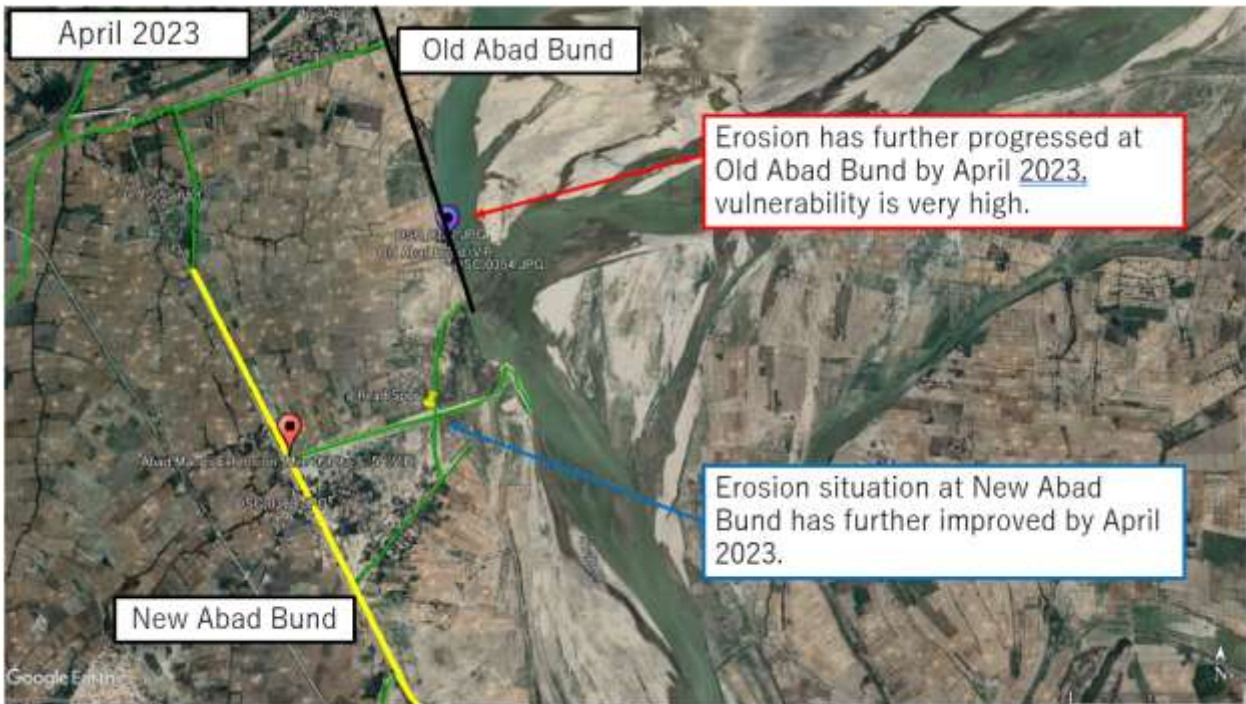 April 2023
Old Abad Bund
Erosion has further progressed at
Old Abad Bund by April 2023,
vulnerability is very high.
Erosion situation at New Abad
Bund has further improved by April
2023.
New Abad Bund
Google Earth
N